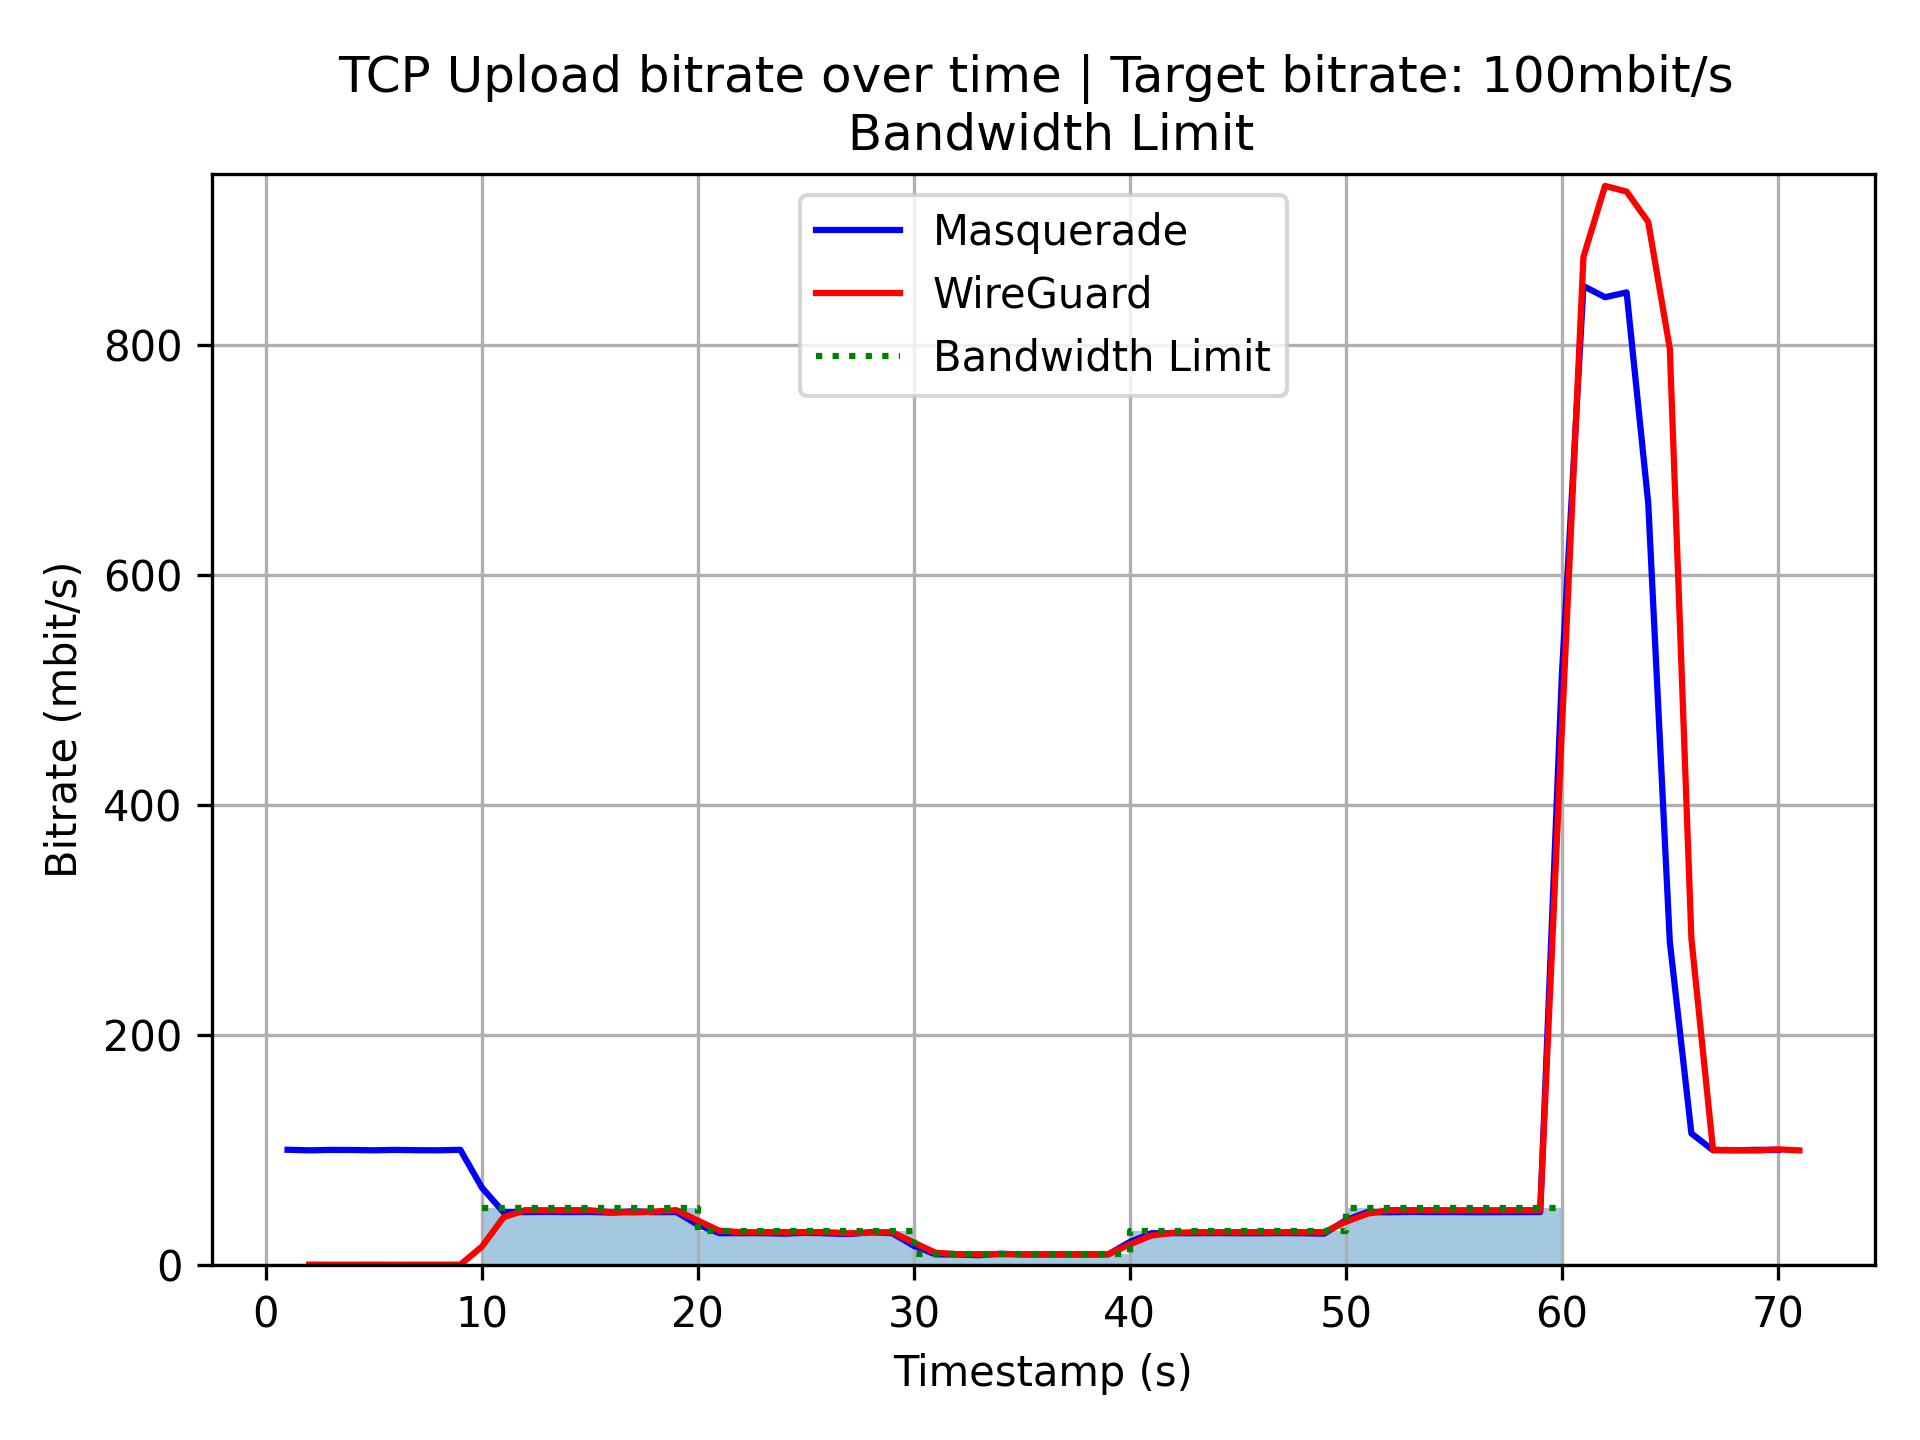 TCP Upload bitrate over time | Target bitrate: 100mbit/s
Bandwidth Limit
Masquerade
WireGuard
Bandwidth Limit
Bitrate (mbit/s)
800
600
400
200
0
0 10 20 30 40 50 60 70
Timestamp (s)